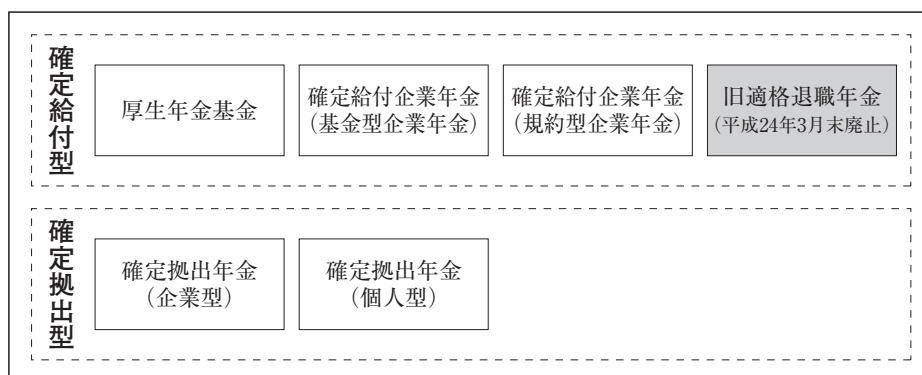 確定給付型
厚生年金基金
確定給付企業年金
（基金型企業年金）
確定給付企業年金
（規約型企業年金）
旧適格退職年金
（平成24年3月末廃止）
確定拠出型
確定拠出年金
（企業型）
確定拠出年金
（個人型）